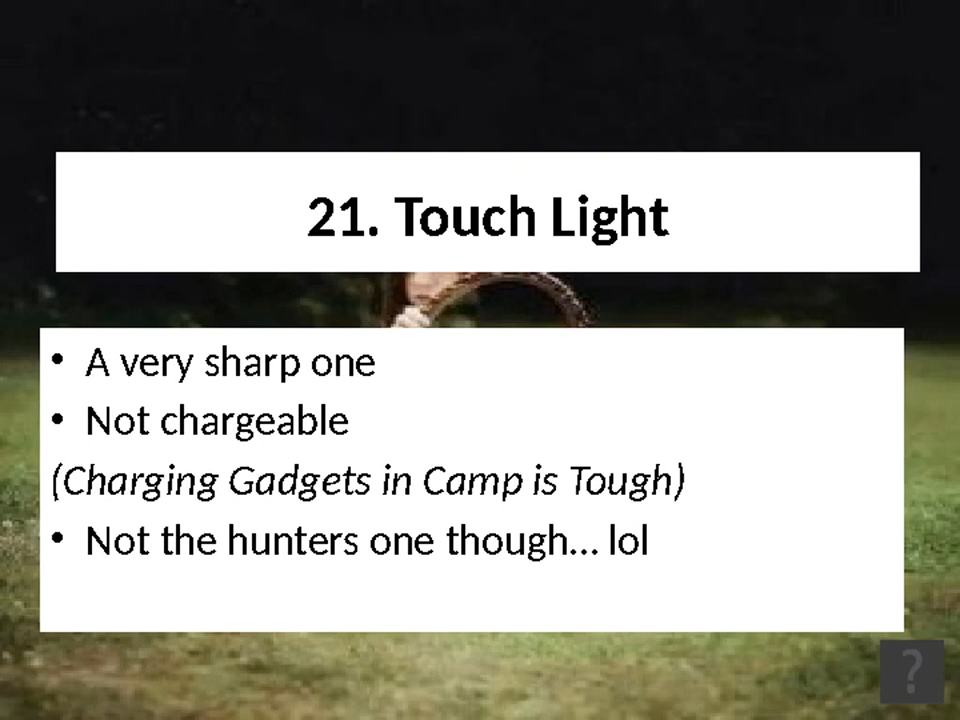 21. Touch Light
• A very sharp one
• Not chargeable
(Charging Gadgets in Camp is Tough)
• Not the hunters one though... lol
?